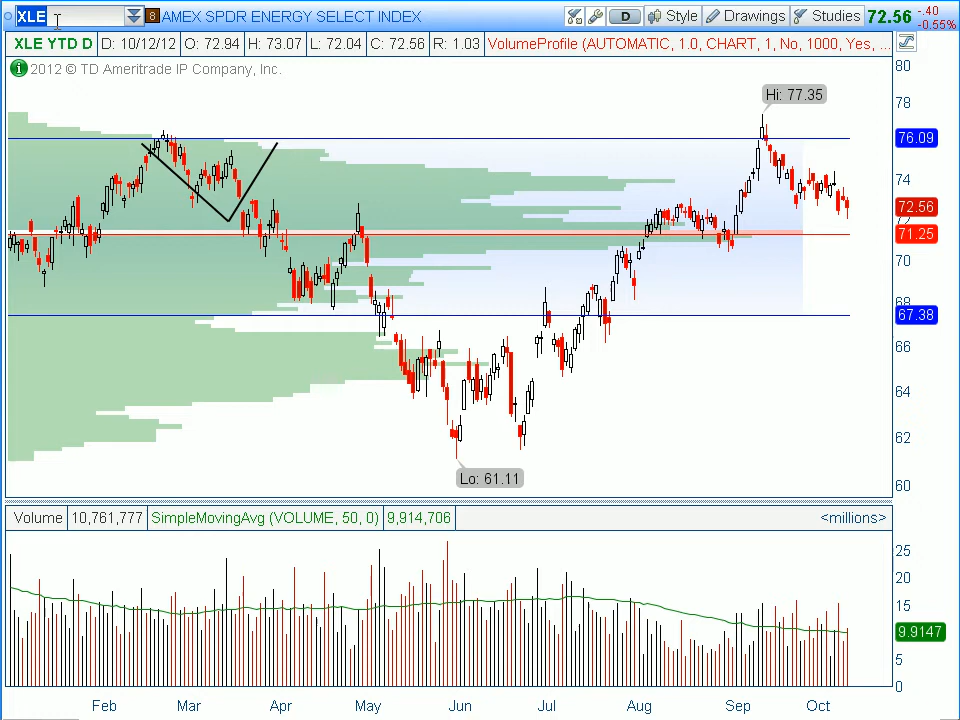 XLE 8 AMEX SPDR ENERGY SELECT INDEX D Style Drawings Studies 72.56 -.40 -0.55%
XLE YTD D D: 10/12/12 O: 72.94 H: 73.07 L: 72.04 C: 72.56 R: 1.03 VolumeProfile (AUTOMATIC, 1.0, CHART, 1, No, 1000, Yes, ...
i 2012 © TD Ameritrade IP Company, Inc.
80
Hi: 77.35
78
76.09
74
72.56
72
71.25
70
68
67.38
66
64
62
Lo: 61.11
60
Volume 10,761,777 SimpleMovingAvg (VOLUME, 50, 0) 9,914,706 <millions>
25
20
15
9.9147
5
0
Feb Mar Apr May Jun Jul Aug Sep Oct